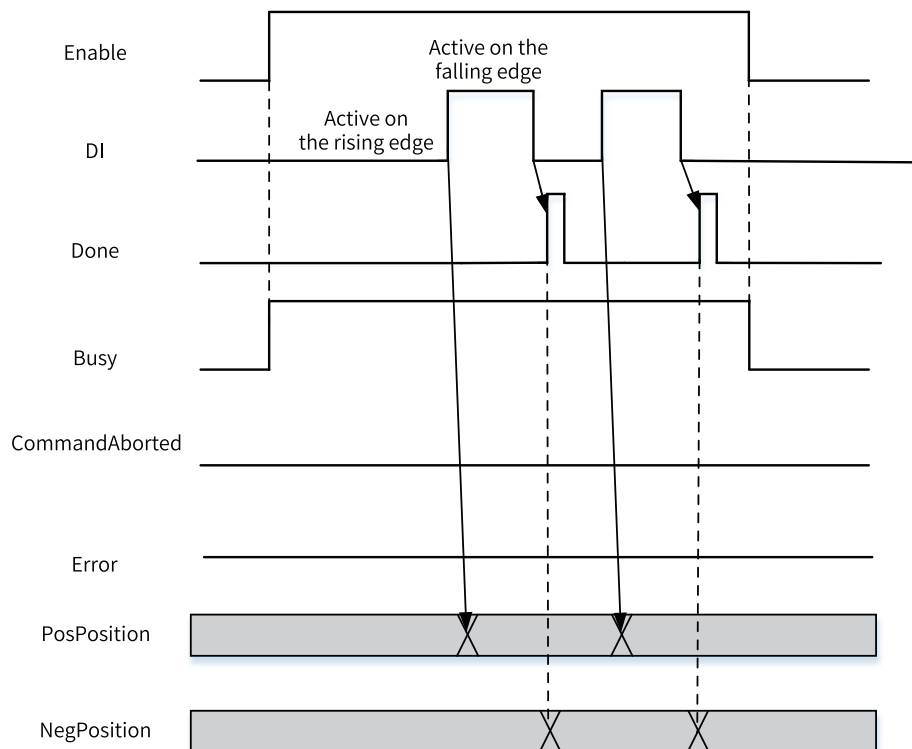 Enable
Active on the
falling edge
Active on
the rising edge
DI
Done
Busy
CommandAborted
Error
PosPosition
NegPosition